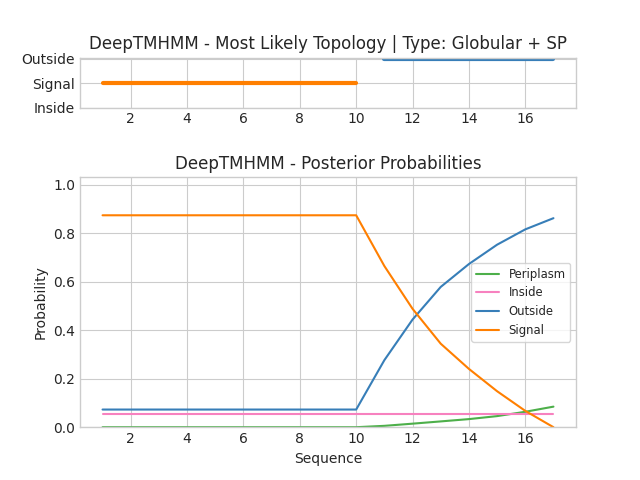 DeepTMHMM - Most Likely Topology | Type: Globular + SP
Outside
Signal
Inside
2 4 6 8 10 12 14 16
DeepTMHMM - Posterior Probabilities
1.0
0.8
0.6
0.4
0.2
0.0
Probability
Periplasm
Inside
Outside
Signal
2 4 6 8 10 12 14 16
Sequence